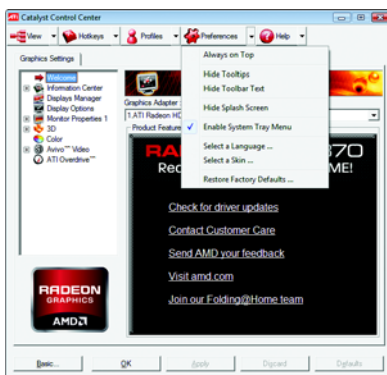 Catalyst Control Center
View
Hotkeys
Profiles
Preferences
Help
Always on Top
Hide Tooltips
Hide Toolbar Text
Hide Splash Screen
Enable System Tray Menu
Select a Language ...
Select a Skin ...
Restore Factory Defaults ...
Graphics Settings
Welcome
Information Center
Displays Manager
Display Options
Monitor Properties 1
3D
Color
Avivo™ Video
ATI Overdrive™
Graphics Adapter
1.ATI Radeon HD
Product Feature
RA
70
Rec
ME!
Check for driver updates
Contact Customer Care
Send AMD your feedback
Visit amd.com
Join our Folding@Home team
RADEON
GRAPHICS
AMD
Basic...
OK
Apply
Discard
Defaults